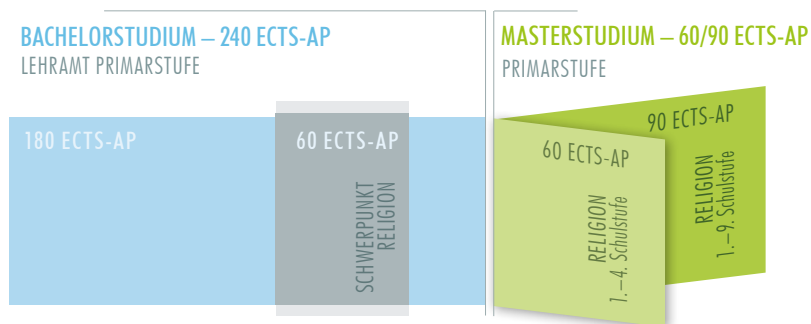 BACHELORSTUDIUM – 240 ECTS-AP
LEHRAMT PRIMARSTUFE
180 ECTS-AP
60 ECTS-AP
SCHWERPUNKT
RELIGION
MASTERSTUDIUM – 60/90 ECTS-AP
PRIMARSTUFE
60 ECTS-AP
RELIGION
1.–4. Schulstufe
90 ECTS-AP
RELIGION
1.–9. Schulstufe